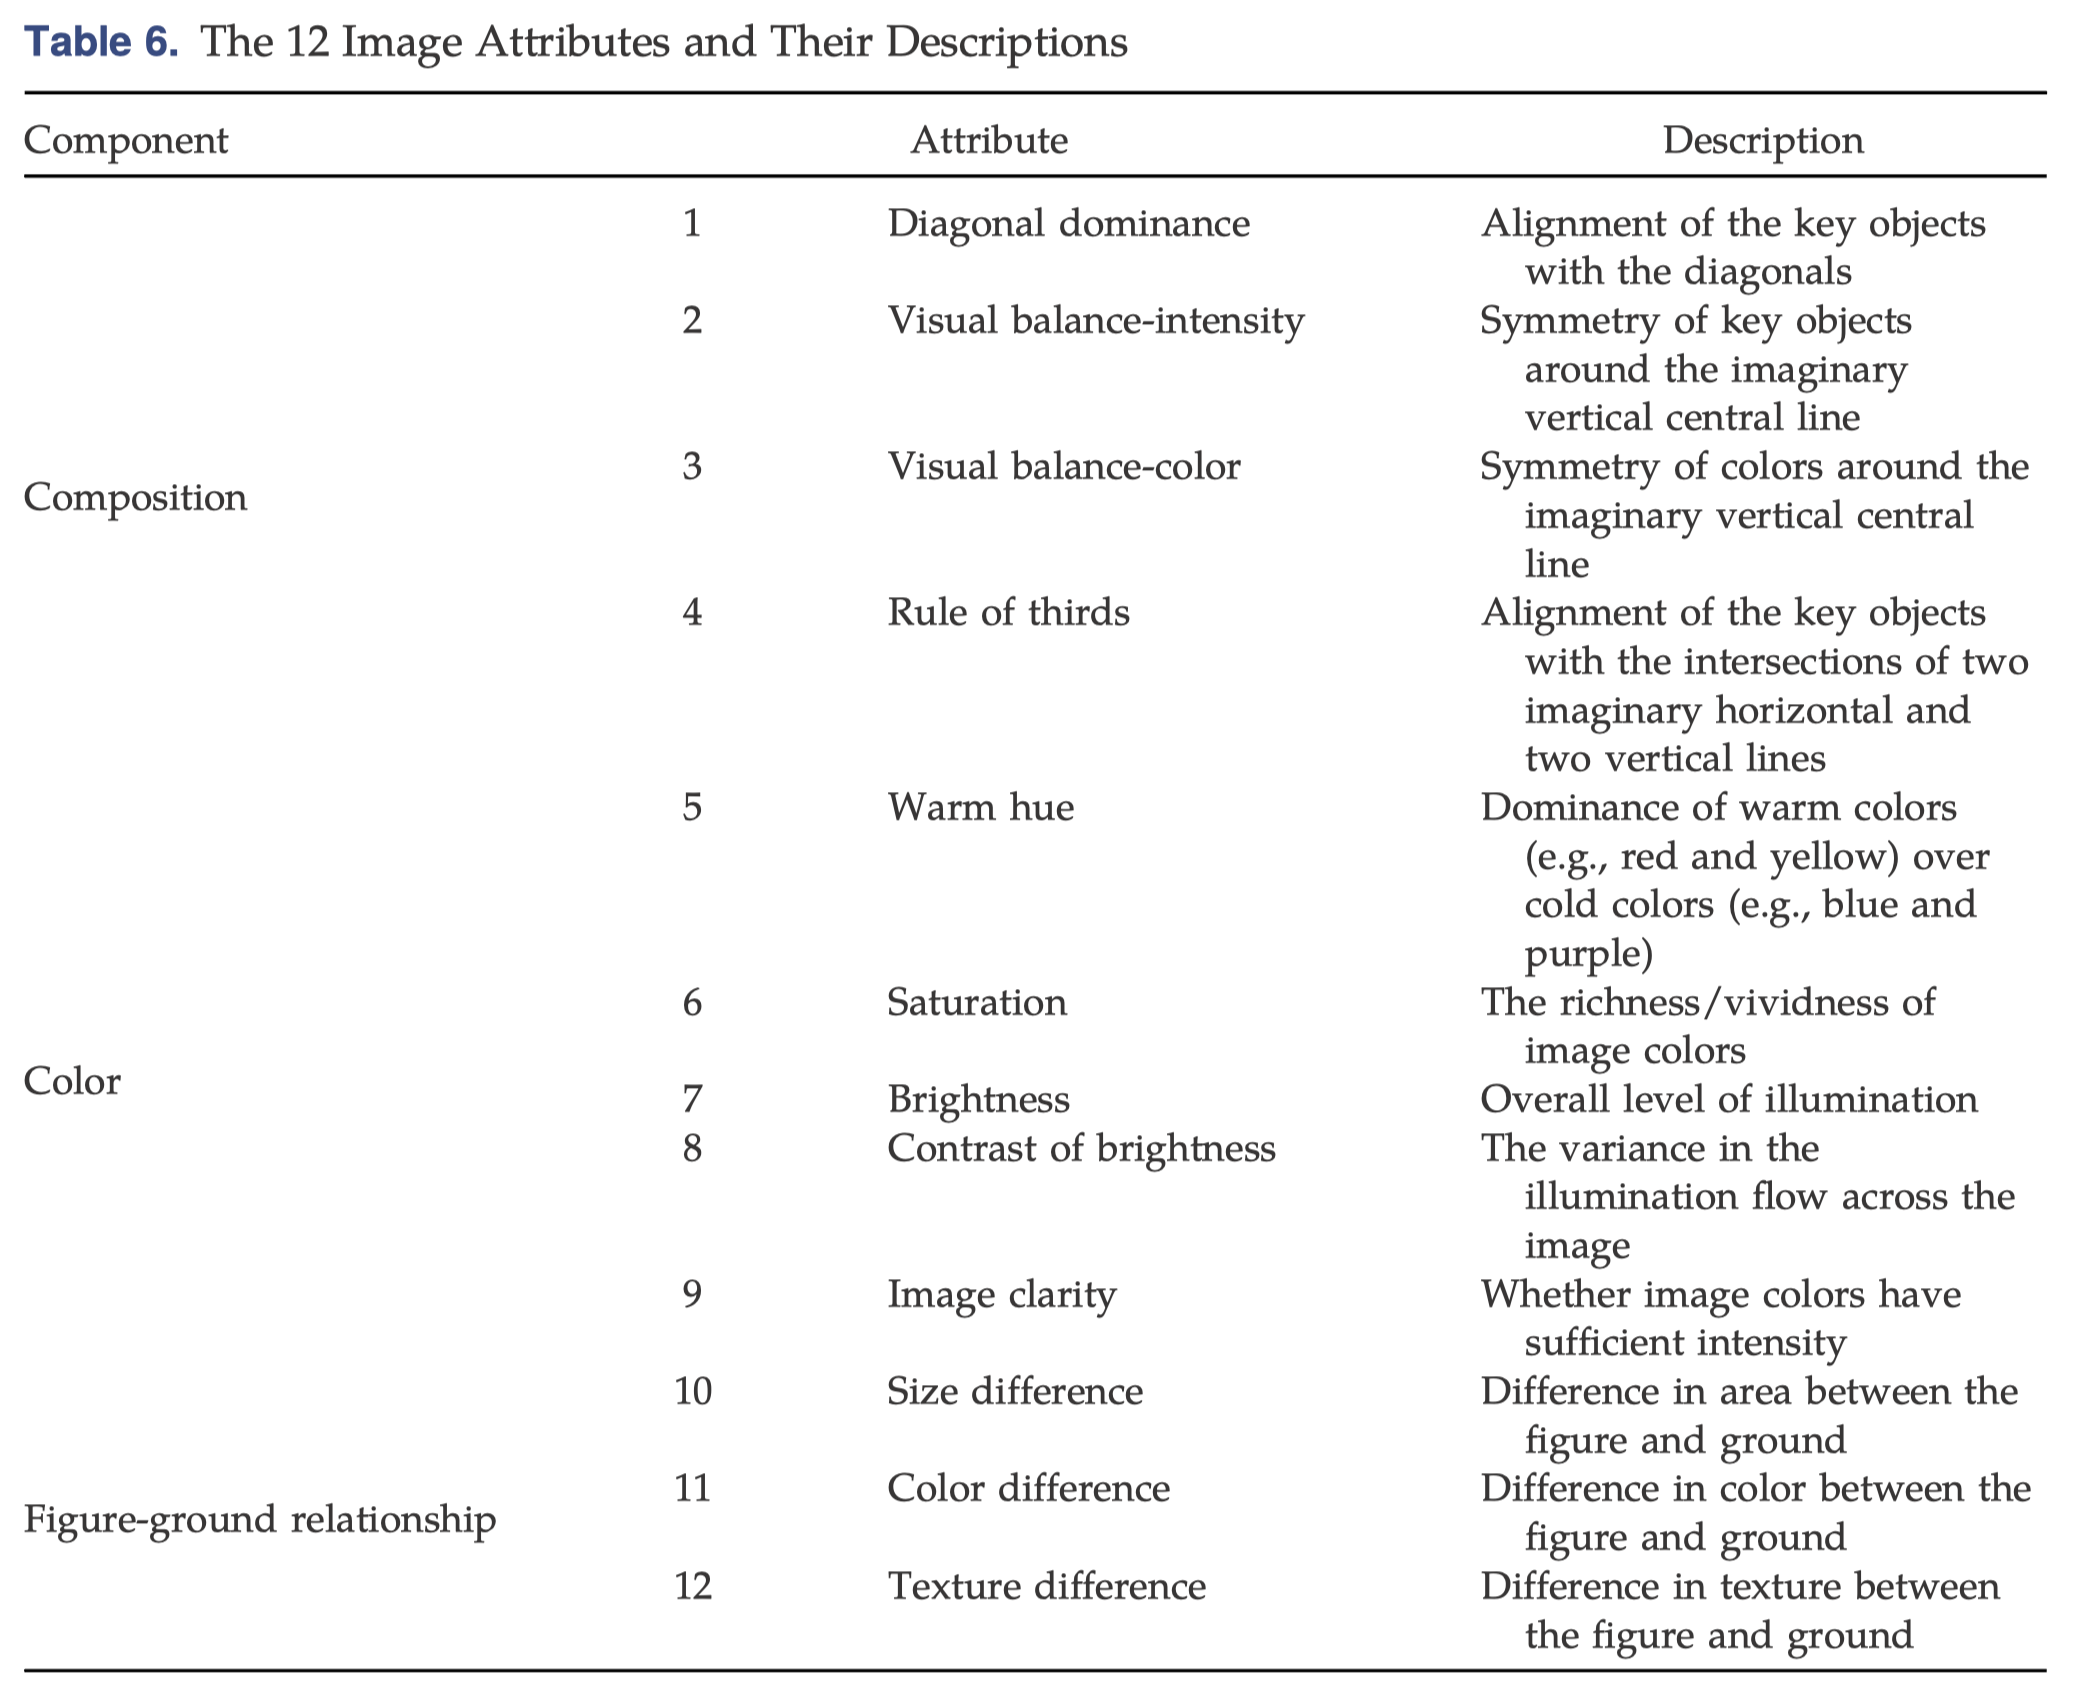 Table 6. The 12 Image Attributes and Their Descriptions
Component Attribute Description
1 Diagonal dominance Alignment of the key objects
with the diagonals
2 Visual balance-intensity Symmetry of key objects
around the imaginary
vertical central line
3 Visual balance-color Symmetry of colors around the
Composition
imaginary vertical central
line
4 Rule of thirds Alignment of the key objects
with the intersections of two
imaginary horizontal and
two vertical lines
5 Warm hue Dominance of warm colors
(e.g., red and yellow) over
cold colors (e.g., blue and
purple)
6 Saturation The richness/vividness of
image colors
Color
7 Brightness Overall level of illumination
8 Contrast of brightness The variance in the
illumination flow across the
image
9 Image clarity Whether image colors have
sufficient intensity
10 Size difference Difference in area between the
figure and ground
11 Color difference Difference in color between the
Figure-ground relationship
figure and ground
12 Texture difference Difference in texture between
the figure and ground